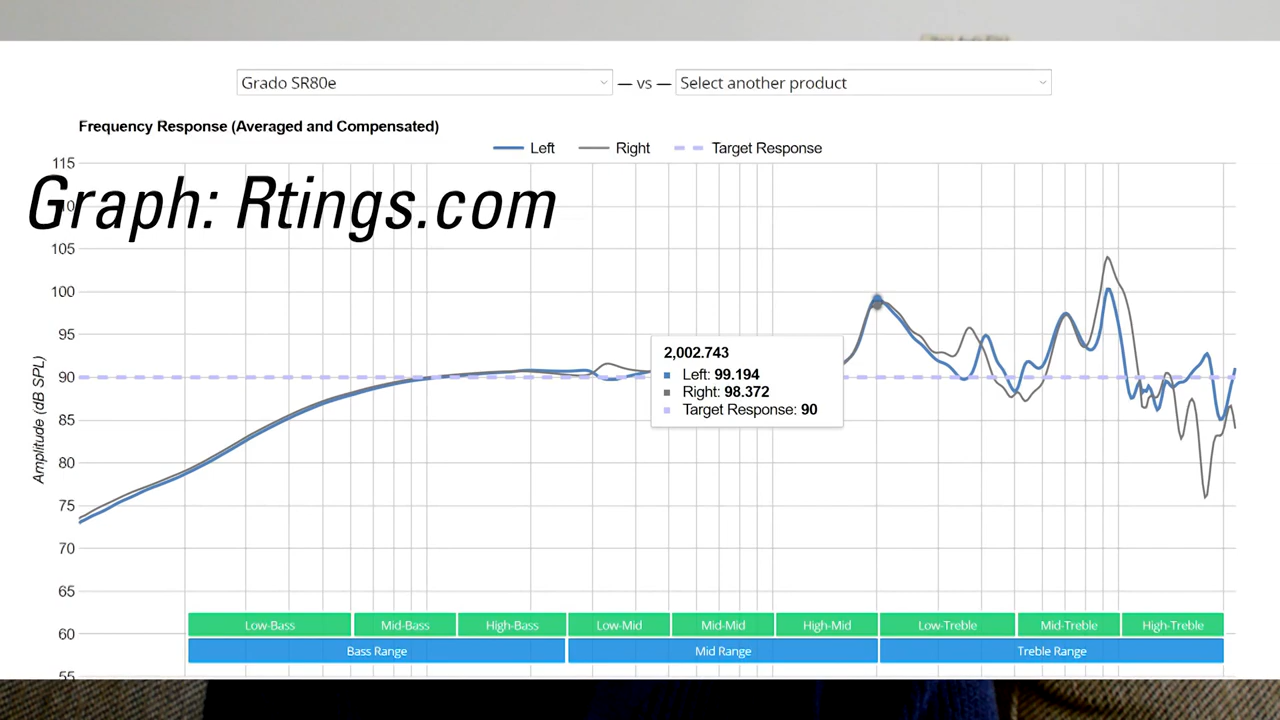 Grado SR80e — vs — Select another product
Frequency Response (Averaged and Compensated)
Left Right Target Response
115
110
Graph: Rtings.com
105
100
95
90
85
80
75
70
65
60
55
Amplitude (dB SPL)
2,002.743
Left: 99.194
Right: 98.372
Target Response: 90
Low-Bass Mid-Bass High-Bass Low-Mid Mid-Mid High-Mid Low-Treble Mid-Treble High-Treble
Bass Range Mid Range Treble Range